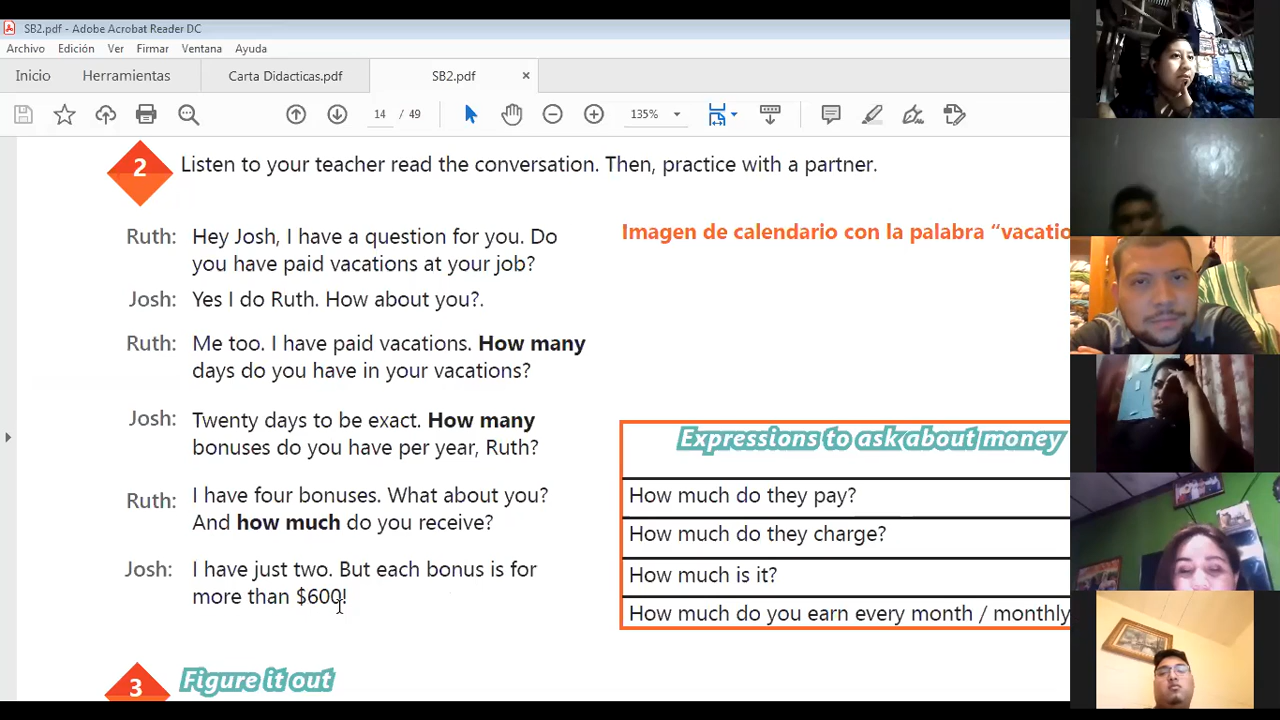 SB2.pdf - Adobe Acrobat Reader DC
Archivo Edición Ver Firmar Ventana Ayuda
Inicio Herramientas Carta Didacticas.pdf SB2.pdf ×
14 / 49 135%
2 Listen to your teacher read the conversation. Then, practice with a partner.
Ruth: Hey Josh, I have a question for you. Do
you have paid vacations at your job?
Josh: Yes I do Ruth. How about you?.
Ruth: Me too. I have paid vacations. How many
days do you have in your vacations?
Josh: Twenty days to be exact. How many
bonuses do you have per year, Ruth?
Ruth: I have four bonuses. What about you?
And how much do you receive?
Josh: I have just two. But each bonus is for
more than $600!
Imagen de calendario con la palabra “vacatio
Expressions to ask about money
How much do they pay?
How much do they charge?
How much is it?
How much do you earn every month / monthly
3 Figure it out